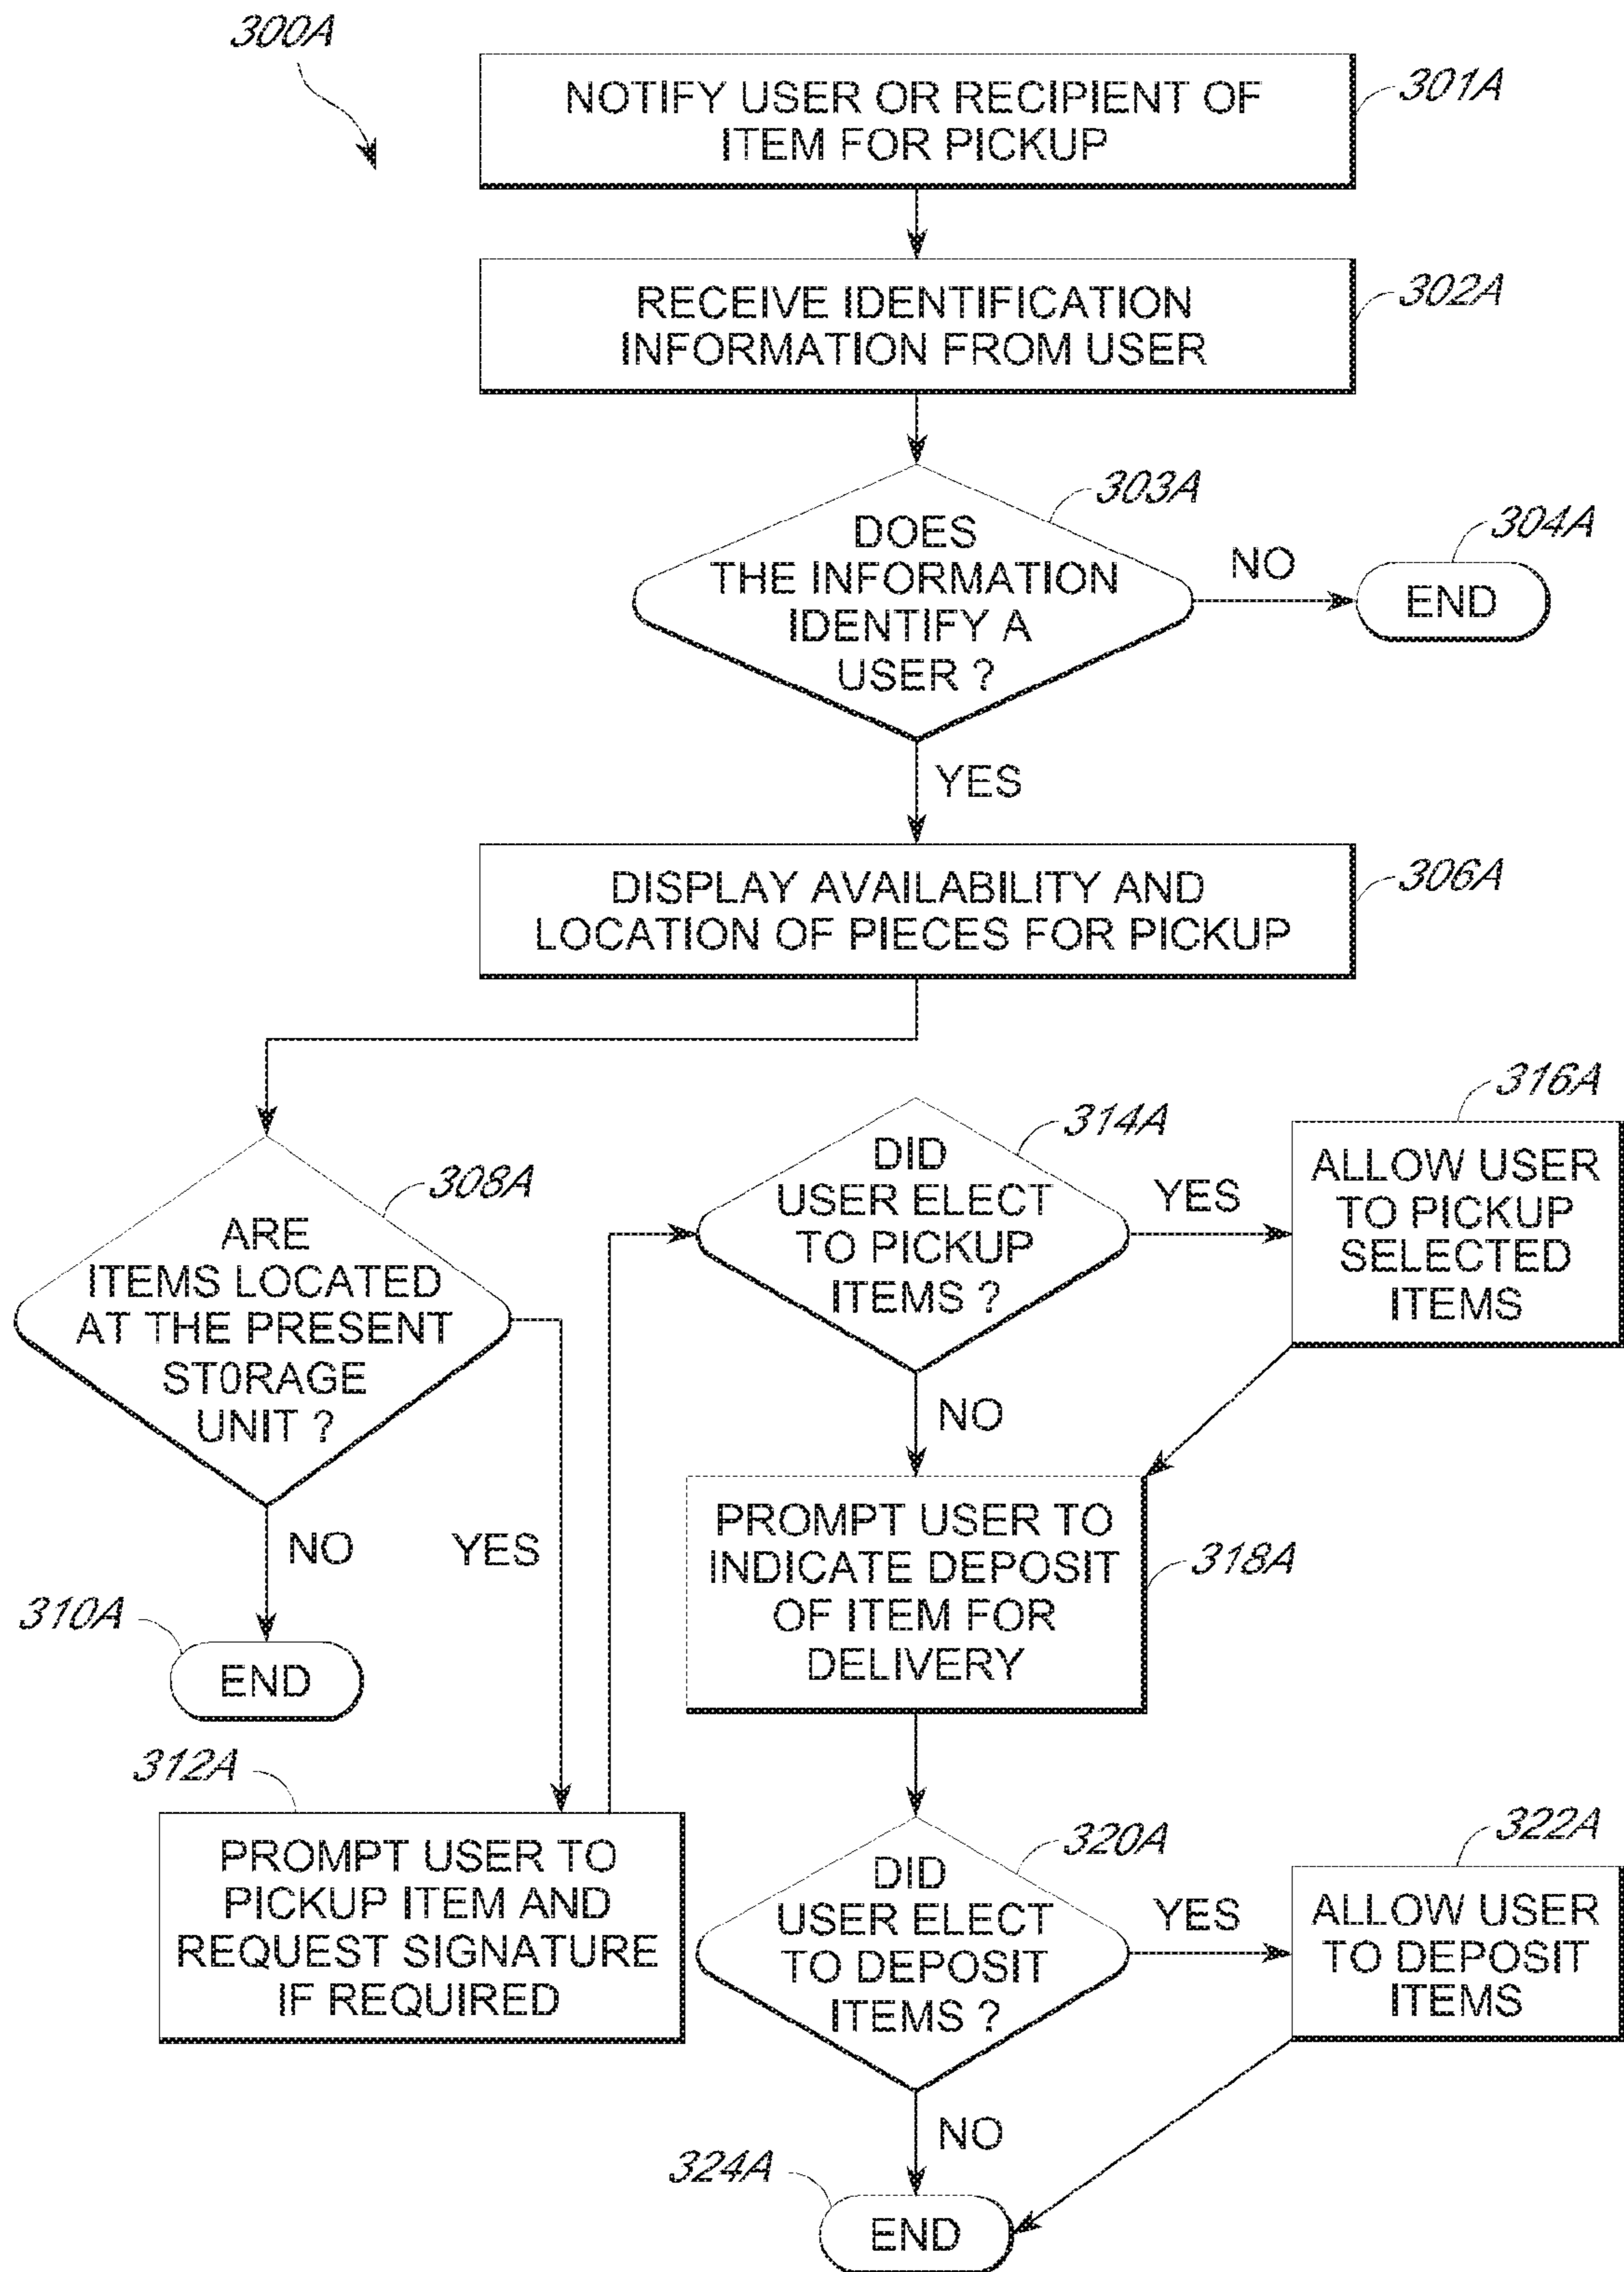 300A
NOTIFY USER OR RECIPIENT OF
ITEM FOR PICKUP
301A
RECEIVE IDENTIFICATION
INFORMATION FROM USER
302A
303A
DOES
THE INFORMATION
IDENTIFY A
USER ?
NO
304A
END
YES
DISPLAY AVAILABILITY AND
LOCATION OF PIECES FOR PICKUP
306A
308A
ARE
ITEMS LOCATED
AT THE PRESENT
ST0RAGE
UNIT ?
NO
YES
310A
END
312A
PROMPT USER TO
PICKUP ITEM AND
REQUEST SIGNATURE
IF REQUIRED
314A
DID
USER ELECT
TO PICKUP
ITEMS ?
YES
316A
ALLOW USER
TO PICKUP
SELECTED
ITEMS
NO
PROMPT USER TO
INDICATE DEPOSIT
OF ITEM FOR
DELIVERY
318A
320A
DID
USER ELECT
TO DEPOSIT
ITEMS ?
YES
322A
ALLOW USER
TO DEPOSIT
ITEMS
NO
324A
END